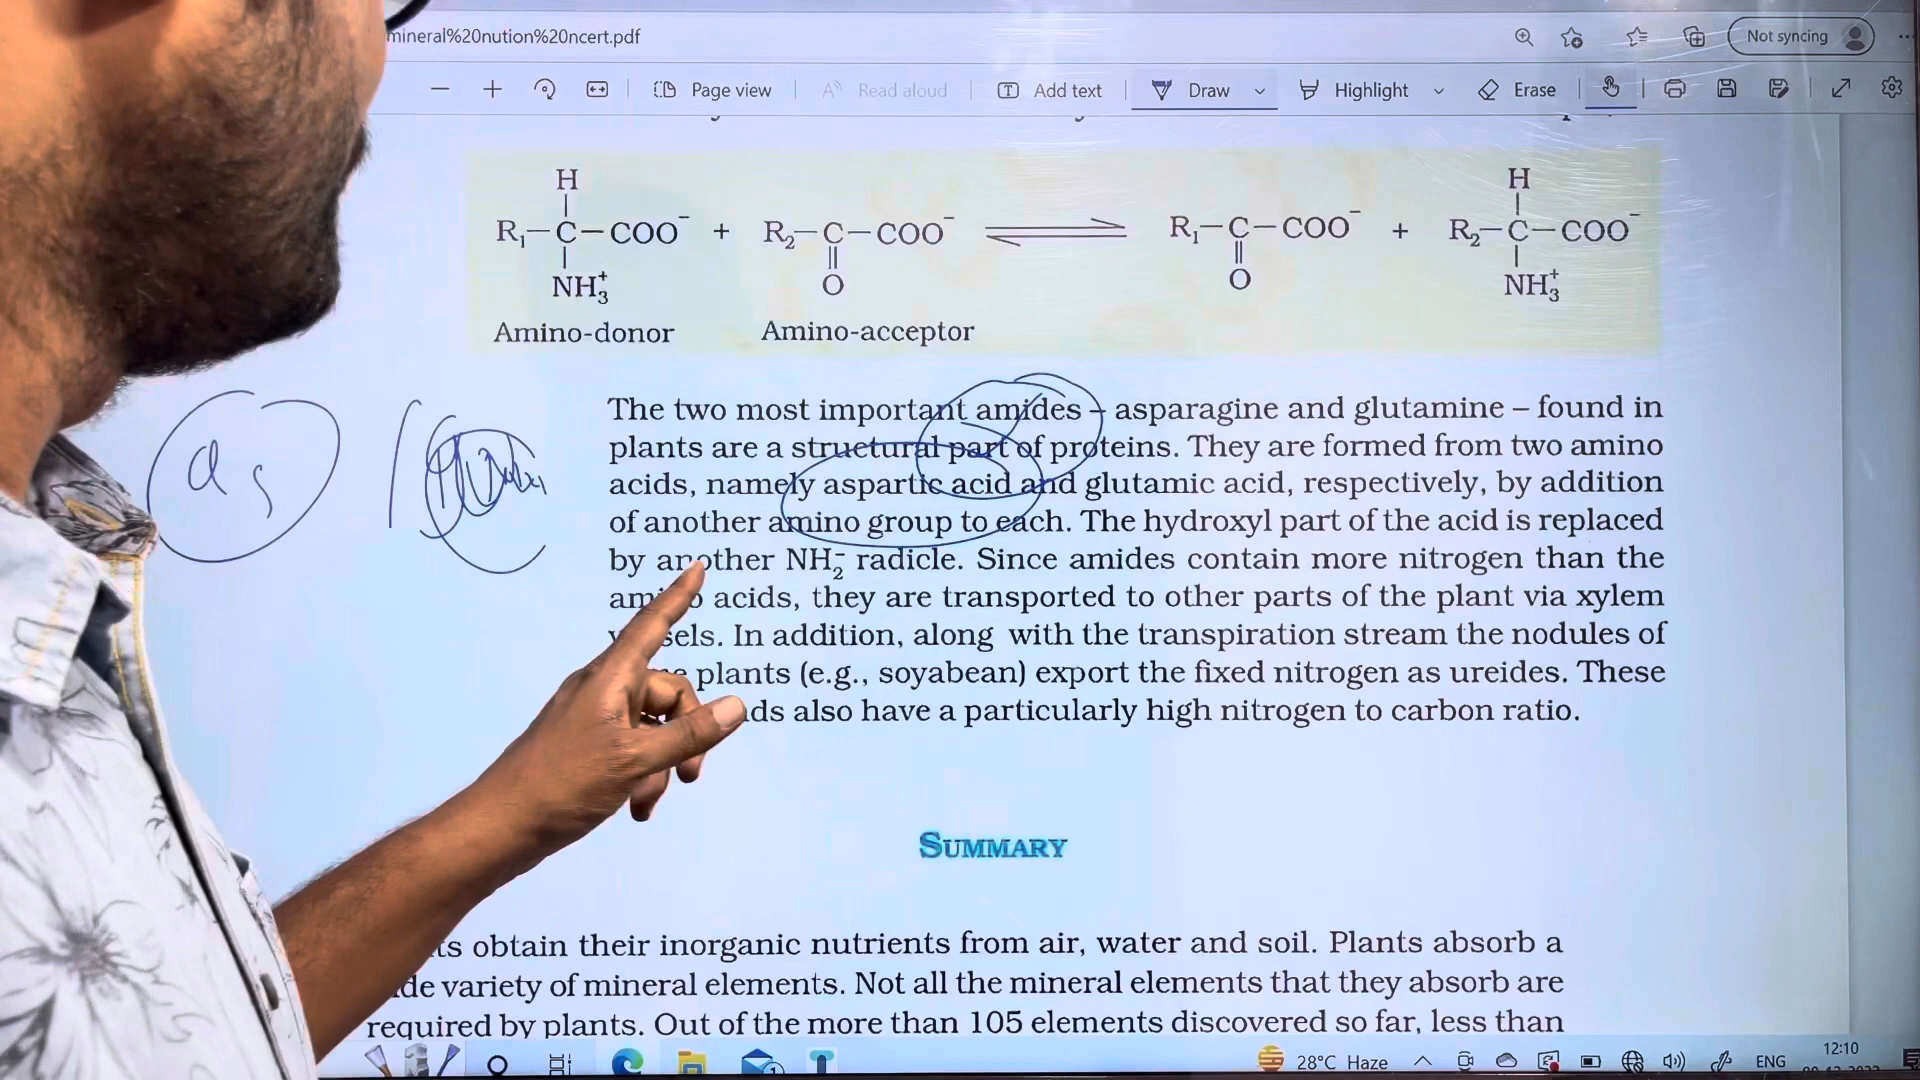 mineral%20nution%20ncert.pdf
Not syncing
Page view
Read aloud
Add text
Draw
Highlight
Erase
H H
R₁—C—COO⁻ + R₂—C—COO⁻ ⇌ R₁—C—COO⁻ + R₂—C—COO⁻
NH₃⁺ O O NH₃⁺
Amino-donor Amino-acceptor
The two most important amides – asparagine and glutamine – found in
plants are a structural part of proteins. They are formed from two amino
acids, namely aspartic acid and glutamic acid, respectively, by addition
of another amino group to each. The hydroxyl part of the acid is replaced
by another NH₂⁻ radicle. Since amides contain more nitrogen than the
acids, they are transported to other parts of the plant via xylem
sels. In addition, along with the transpiration stream the nodules of
plants (e.g., soyabean) export the fixed nitrogen as ureides. These
ds also have a particularly high nitrogen to carbon ratio.
as
SUMMARY
ts obtain their inorganic nutrients from air, water and soil. Plants absorb a
de variety of mineral elements. Not all the mineral elements that they absorb are
required by plants. Out of the more than 105 elements discovered so far, less than
28°C Haze
ENG
12:10